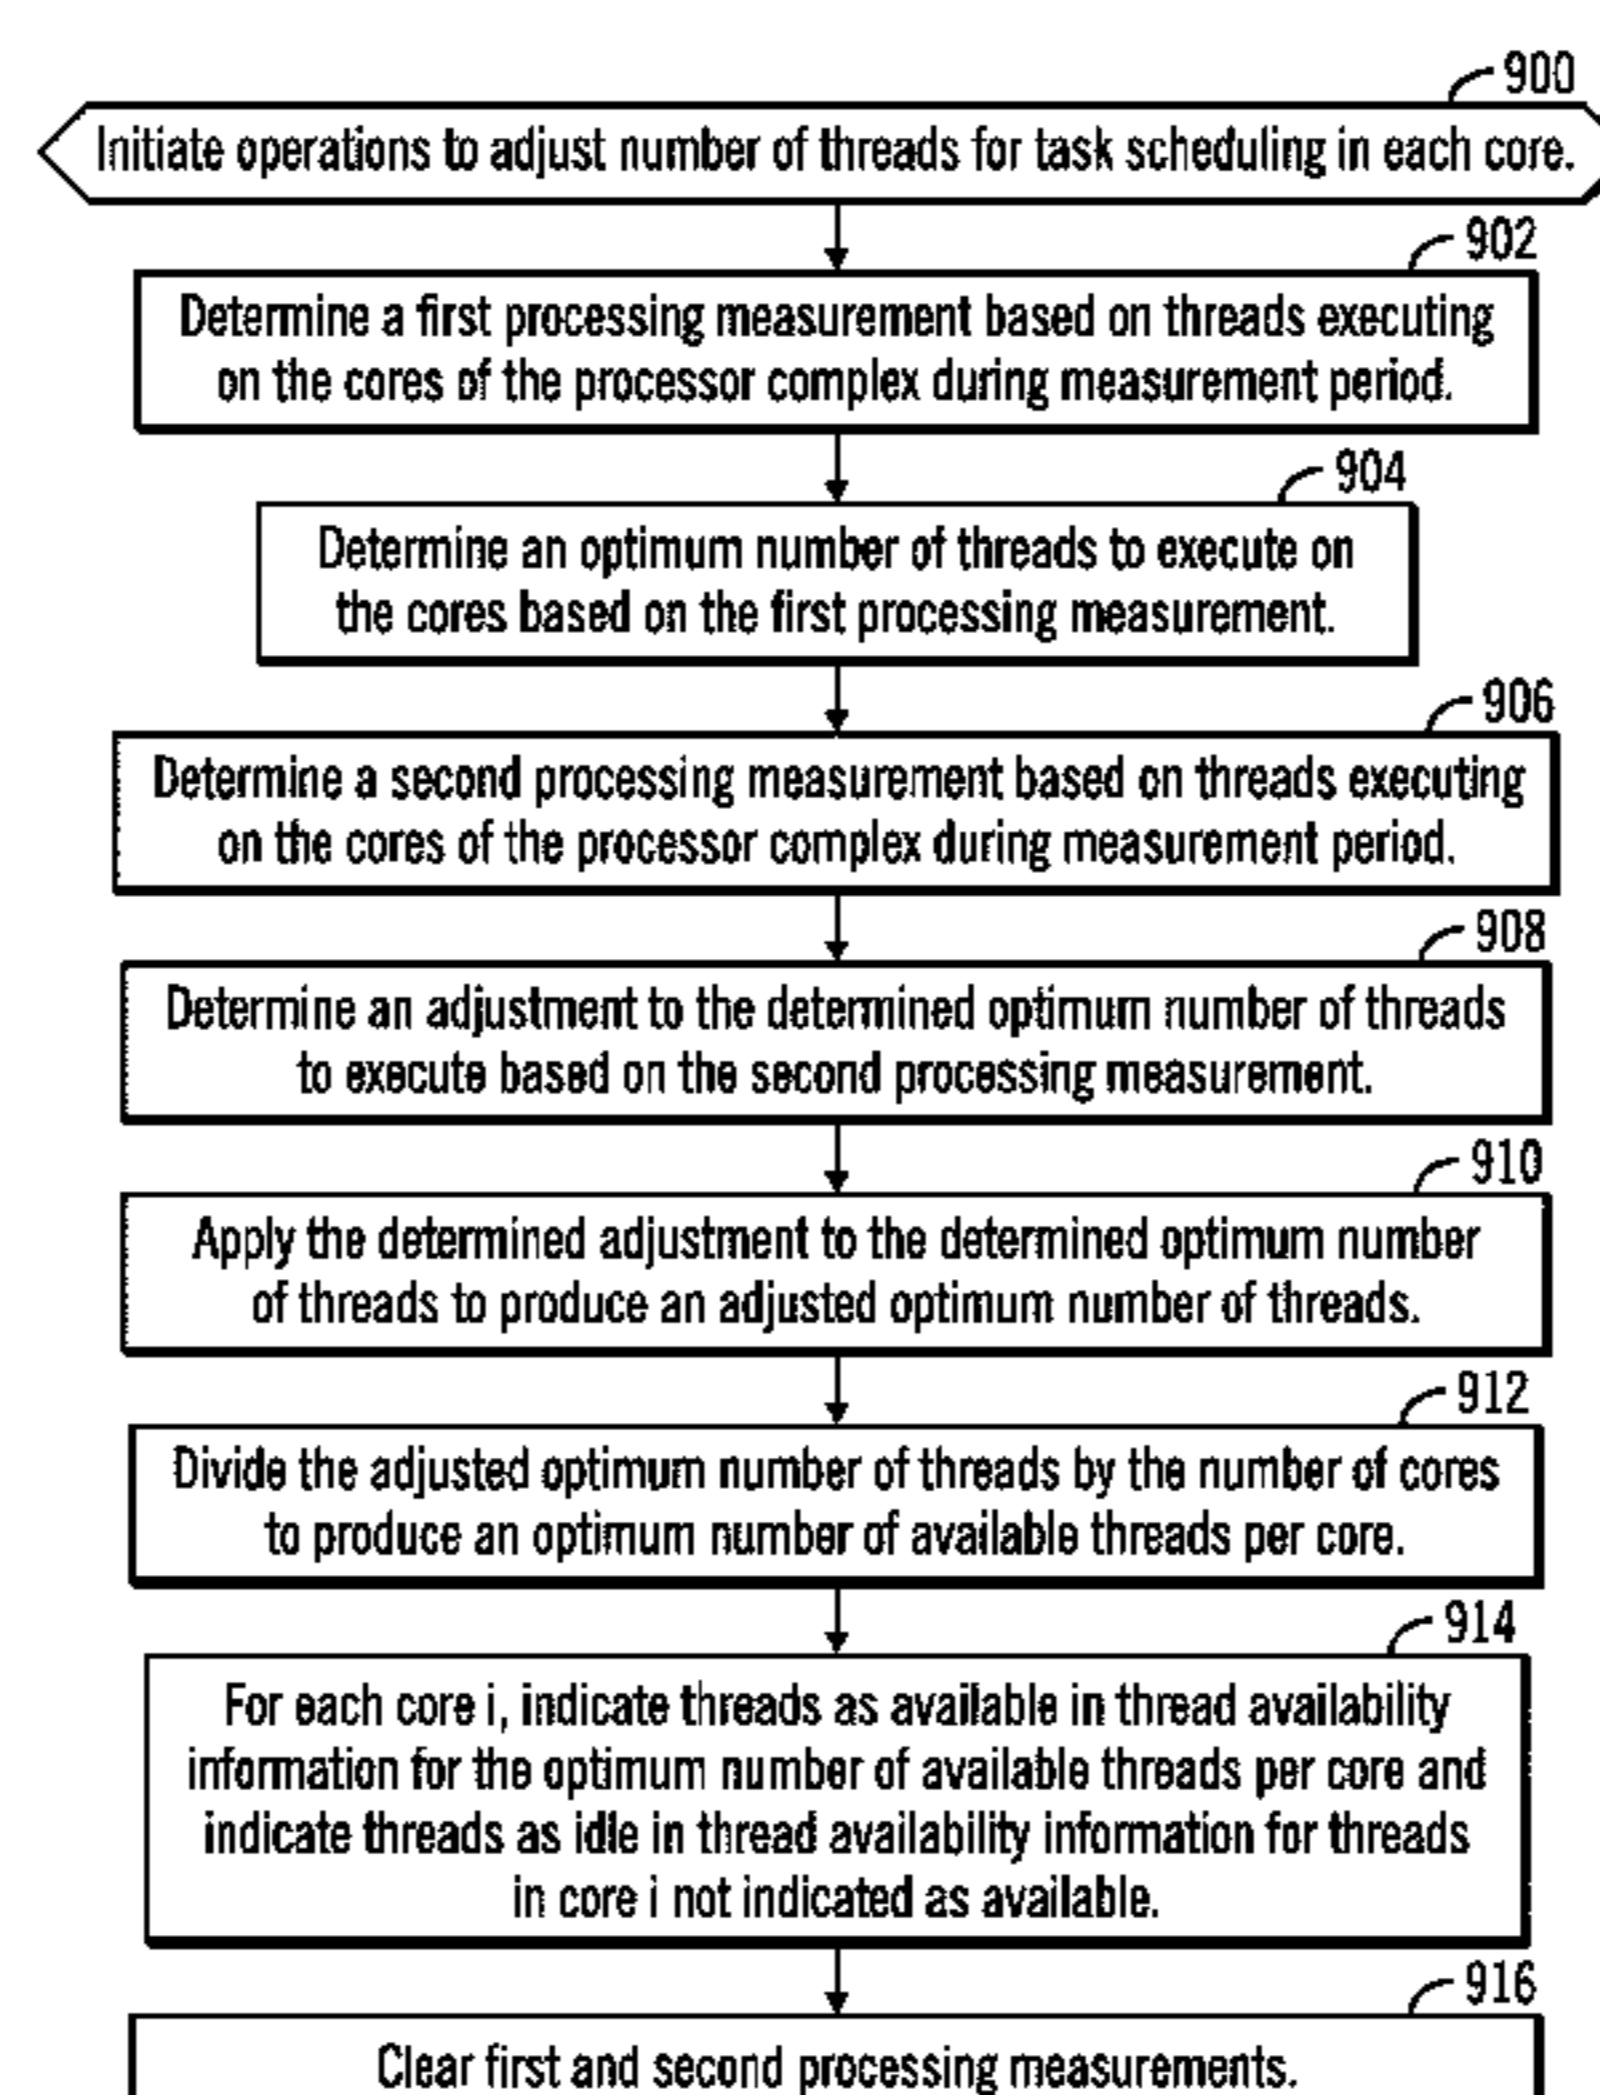 900
Initiate operations to adjust number of threads for task scheduling in each core.
902
Determine a first processing measurement based on threads executing
on the cores of the processor complex during measurement period.
904
Determine an optimum number of threads to execute on
the cores based on the first processing measurement.
906
Determine a second processing measurement based on threads executing
on the cores of the processor complex during measurement period.
908
Determine an adjustment to the determined optimum number of threads
to execute based on the second processing measurement.
910
Apply the determined adjustment to the determined optimum number
of threads to produce an adjusted optimum number of threads.
912
Divide the adjusted optimum number of threads by the number of cores
to produce an optimum number of available threads per core.
914
For each core i, indicate threads as available in thread availability
information for the optimum number of available threads per core and
indicate threads as idle in thread availability information for threads
in core i not indicated as available.
916
Clear first and second processing measurements.